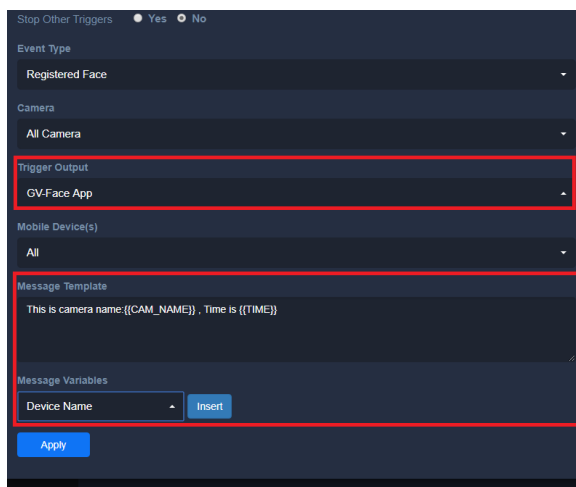 Stop Other Triggers Yes No
Event Type
Registered Face
Camera
All Camera
Trigger Output
GV-Face App
Mobile Device(s)
All
Message Template
This is camera name:{{CAM_NAME}} , Time is {{TIME}}
Message Variables
Device Name Insert
Apply